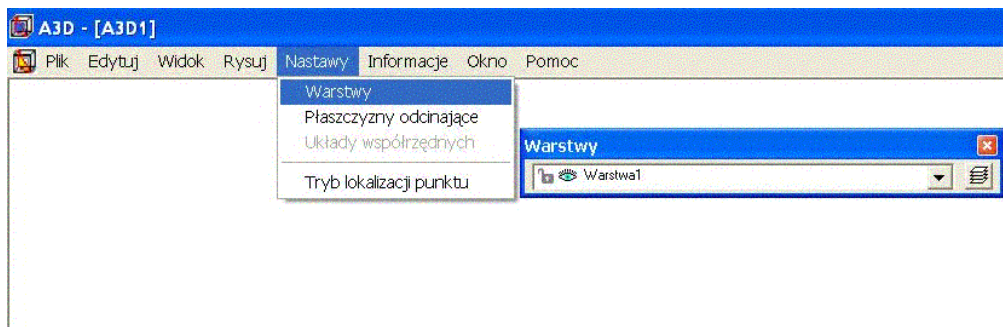 A3D - [A3D1]
Plik Edytuj Widok Rysuj Nastawy Informacje Okno Pomoc
Warstwy
Płaszczyzny odcinające
Układy współrzędnych
Tryb lokalizacji punktu
Warstwy
Warstwa1